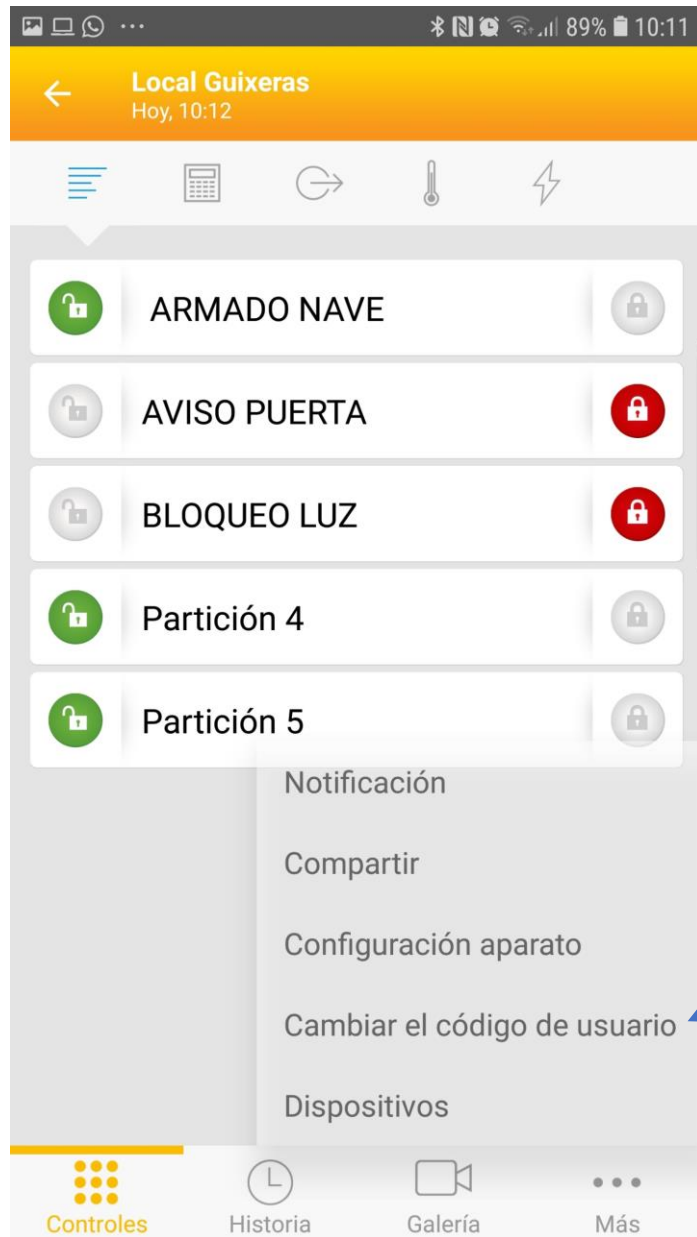 89% 10:11
Local Guixeras
Hoy, 10:12
ARMADO NAVE
AVISO PUERTA
BLOQUEO LUZ
Partición 4
Partición 5
Notificación
Compartir
Configuración aparato
Cambiar el código de usuario
Dispositivos
Controles Historia Galería Más